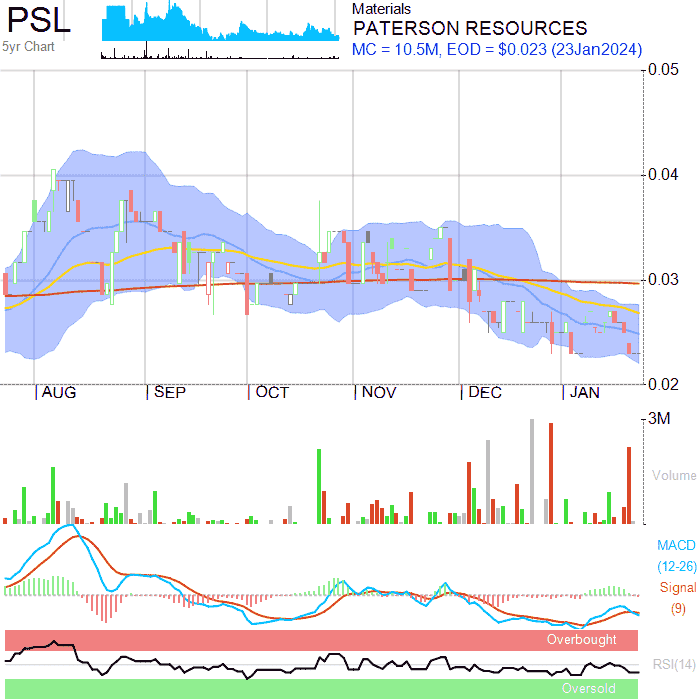 PSL
5yr Chart
Materials
PATERSON RESOURCES
MC = 10.5M, EOD = $0.023 (23Jan2024)
0.05
0.04
0.03
0.02
AUG SEP OCT NOV DEC JAN
3M
Volume
0
MACD
(12-26)
Signal
(9)
Overbought
RSI(14)
Oversold